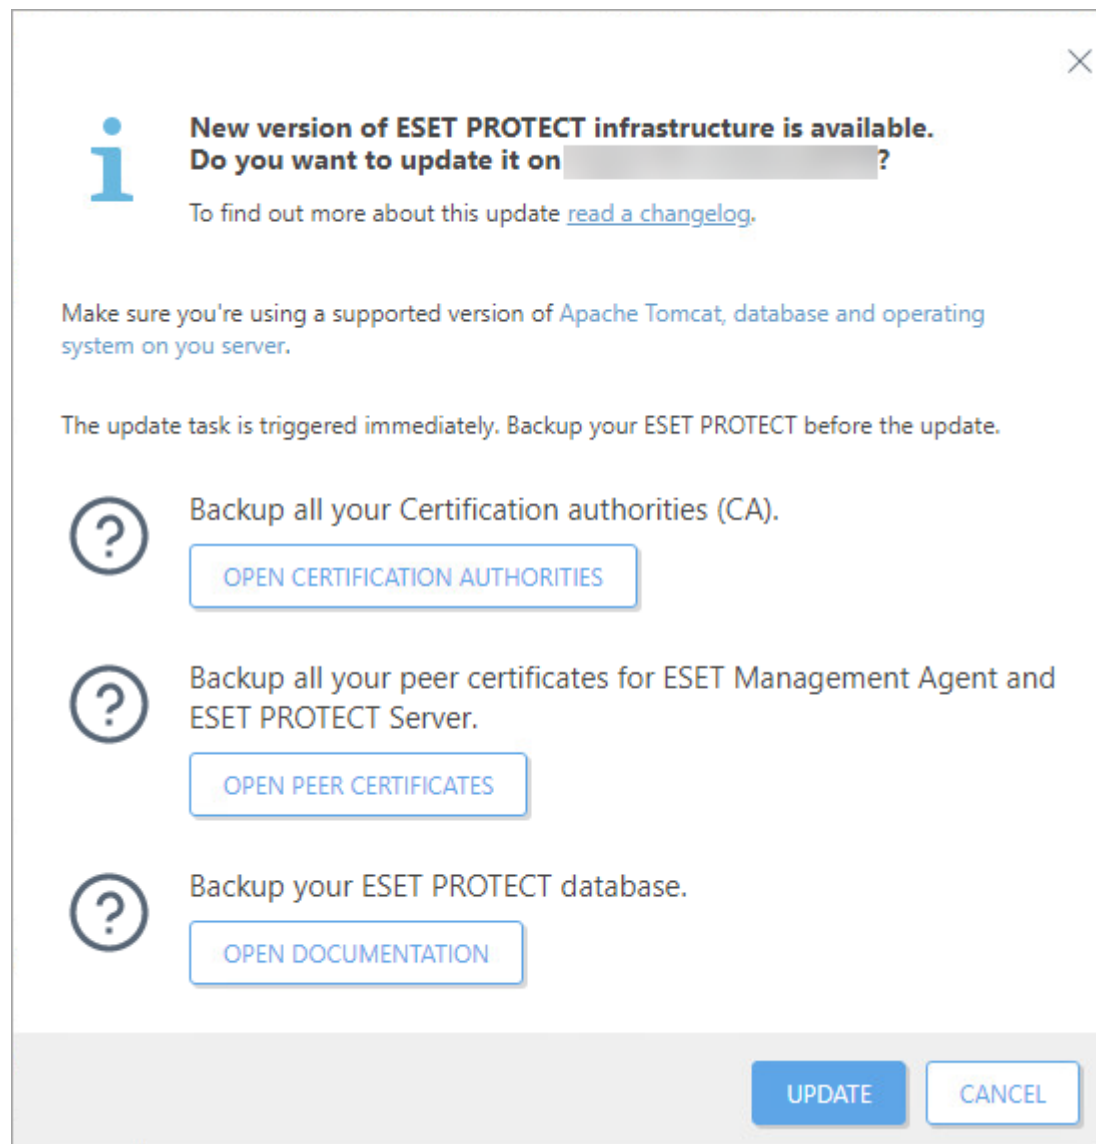 New version of ESET PROTECT infrastructure is available.
Do you want to update it on ?
To find out more about this update read a changelog.
Make sure you're using a supported version of Apache Tomcat, database and operating
system on you server.
The update task is triggered immediately. Backup your ESET PROTECT before the update.
Backup all your Certification authorities (CA).
OPEN CERTIFICATION AUTHORITIES
Backup all your peer certificates for ESET Management Agent and
ESET PROTECT Server.
OPEN PEER CERTIFICATES
Backup your ESET PROTECT database.
OPEN DOCUMENTATION
UPDATE CANCEL